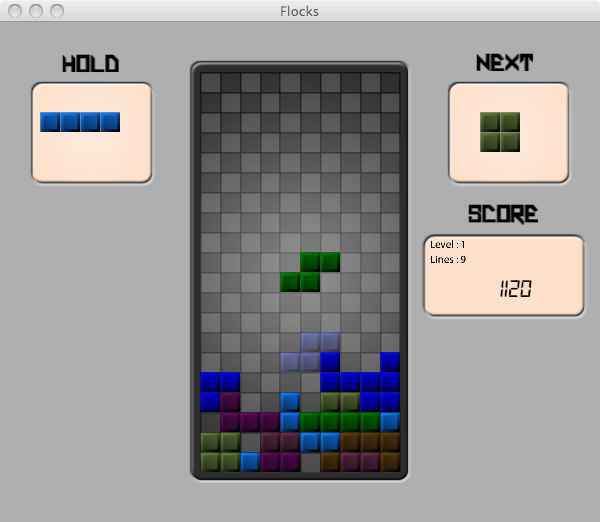 Flocks
HOLD
NEXT
SCORE
Level : 1
Lines : 9
1120